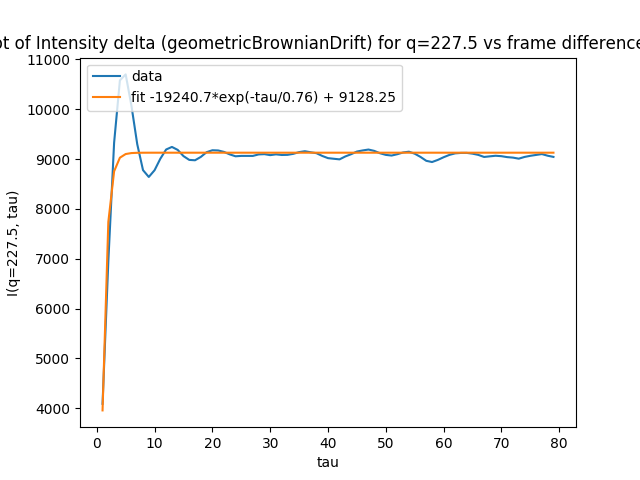 ot of Intensity delta (geometricBrownianDrift) for q=227.5 vs frame difference
data
fit -19240.7*exp(-tau/0.76) + 9128.25
11000
10000
9000
8000
7000
6000
5000
4000
I(q=227.5, tau)
0 10 20 30 40 50 60 70 80
tau